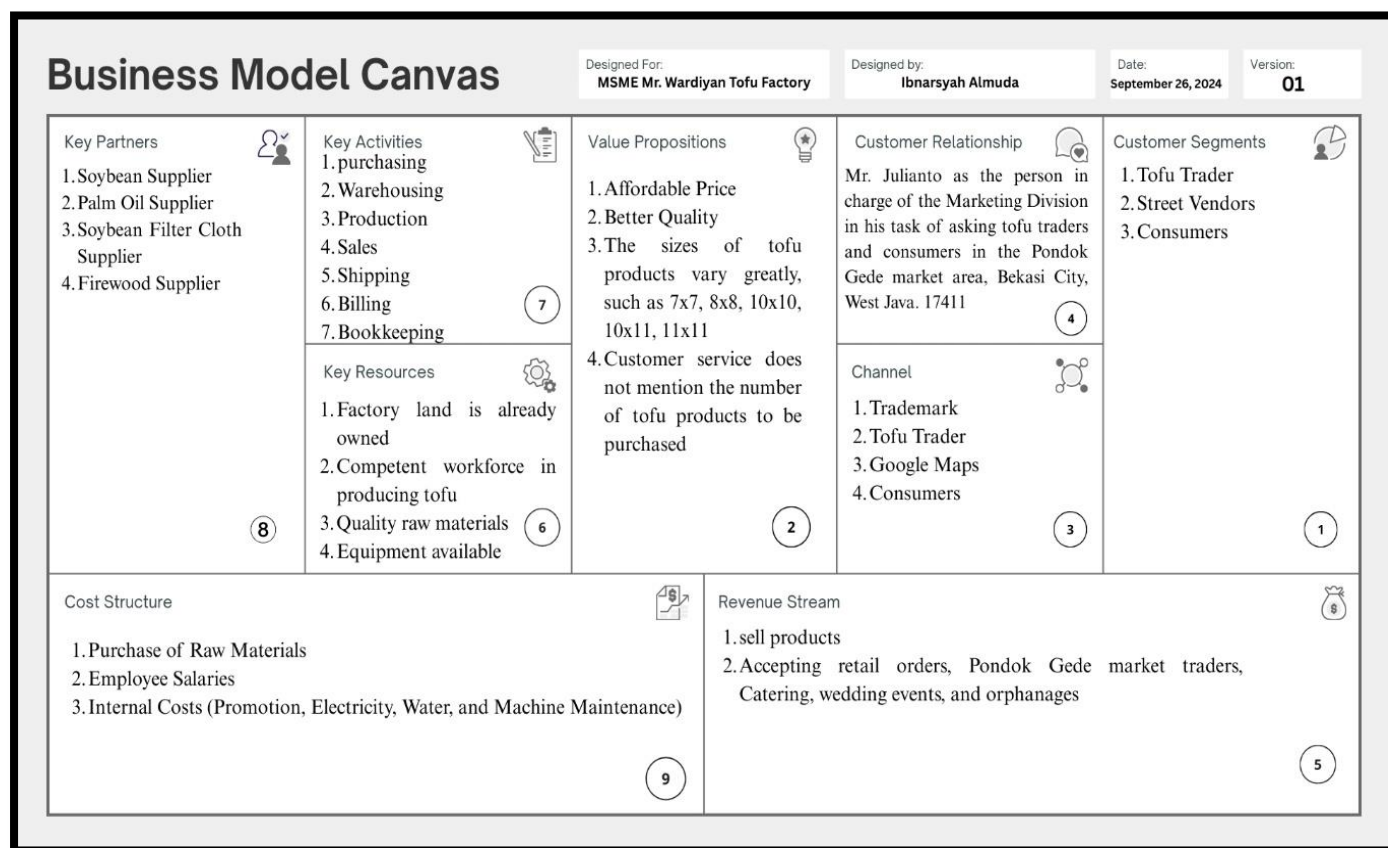 Business Model Canvas
Designed For:
MSME Mr. Wardiyan Tofu Factory
Designed by:
Ibnarsyah Almuda
Date:
September 26, 2024
Version:
01
Key Partners
1. Soybean Supplier
2. Palm Oil Supplier
3. Soybean Filter Cloth
Supplier
4. Firewood Supplier
8
Key Activities
1. purchasing
2. Warehousing
3. Production
4. Sales
5. Shipping
6. Billing
7. Bookkeeping
7
Key Resources
1. Factory land is already
owned
2. Competent workforce in
producing tofu
3. Quality raw materials
4. Equipment available
6
Value Propositions
1. Affordable Price
2. Better Quality
3. The sizes of tofu
products vary greatly,
such as 7x7, 8x8, 10x10,
10x11, 11x11
4. Customer service does
not mention the number
of tofu products to be
purchased
2
Customer Relationship
Mr. Julianto as the person in
charge of the Marketing Division
in his task of asking tofu traders
and consumers in the Pondok
Gede market area, Bekasi City,
West Java. 17411
4
Channel
1. Trademark
2. Tofu Trader
3. Google Maps
4. Consumers
3
Customer Segments
1. Tofu Trader
2. Street Vendors
3. Consumers
1
Cost Structure
1. Purchase of Raw Materials
2. Employee Salaries
3. Internal Costs (Promotion, Electricity, Water, and Machine Maintenance)
9
Revenue Stream
1. sell products
2. Accepting retail orders, Pondok Gede market traders,
Catering, wedding events, and orphanages
5